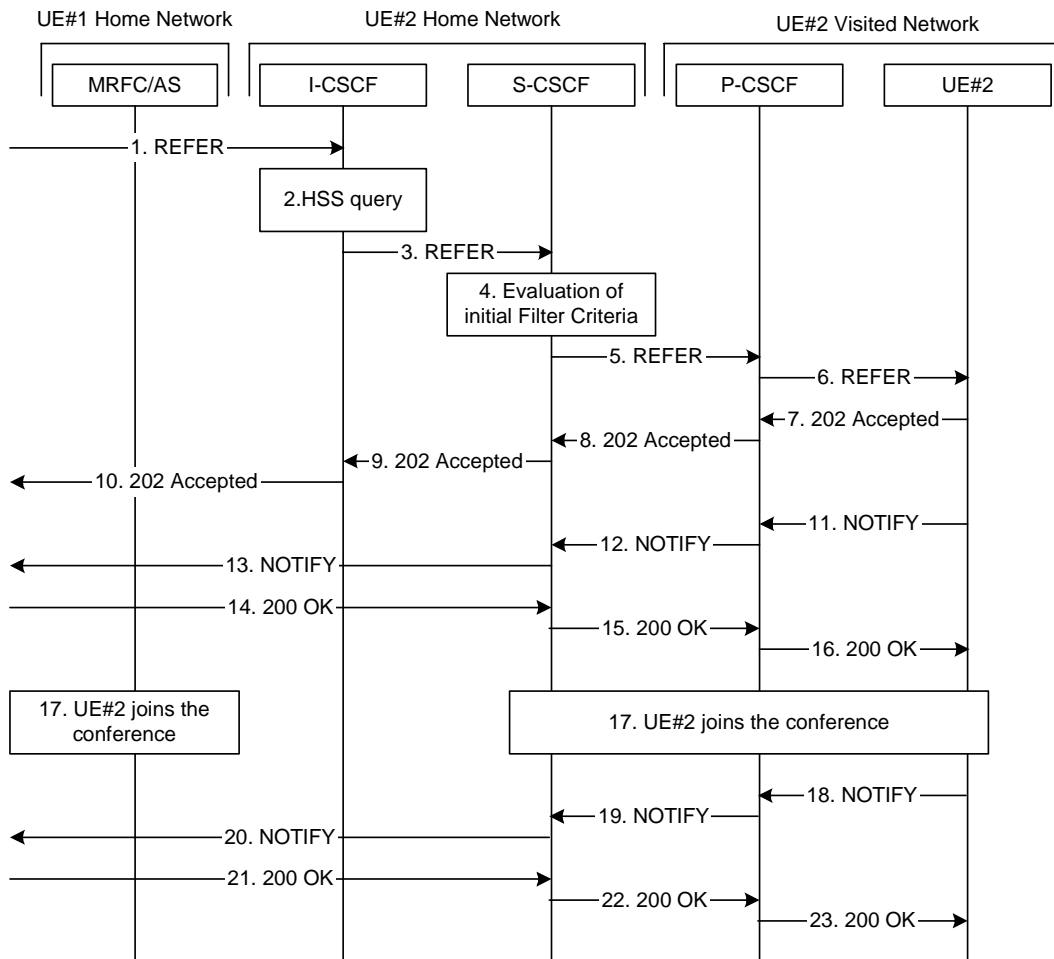 UE#1 Home Network
UE#2 Home Network
UE#2 Visited Network
MRFC/AS
I-CSCF
S-CSCF
P-CSCF
UE#2
1. REFER
2.HSS query
3. REFER
4. Evaluation of
initial Filter Criteria
5. REFER
6. REFER
7. 202 Accepted
8. 202 Accepted
9. 202 Accepted
10. 202 Accepted
11. NOTIFY
12. NOTIFY
13. NOTIFY
14. 200 OK
15. 200 OK
16. 200 OK
17. UE#2 joins the
conference
17. UE#2 joins the conference
18. NOTIFY
19. NOTIFY
20. NOTIFY
21. 200 OK
22. 200 OK
23. 200 OK